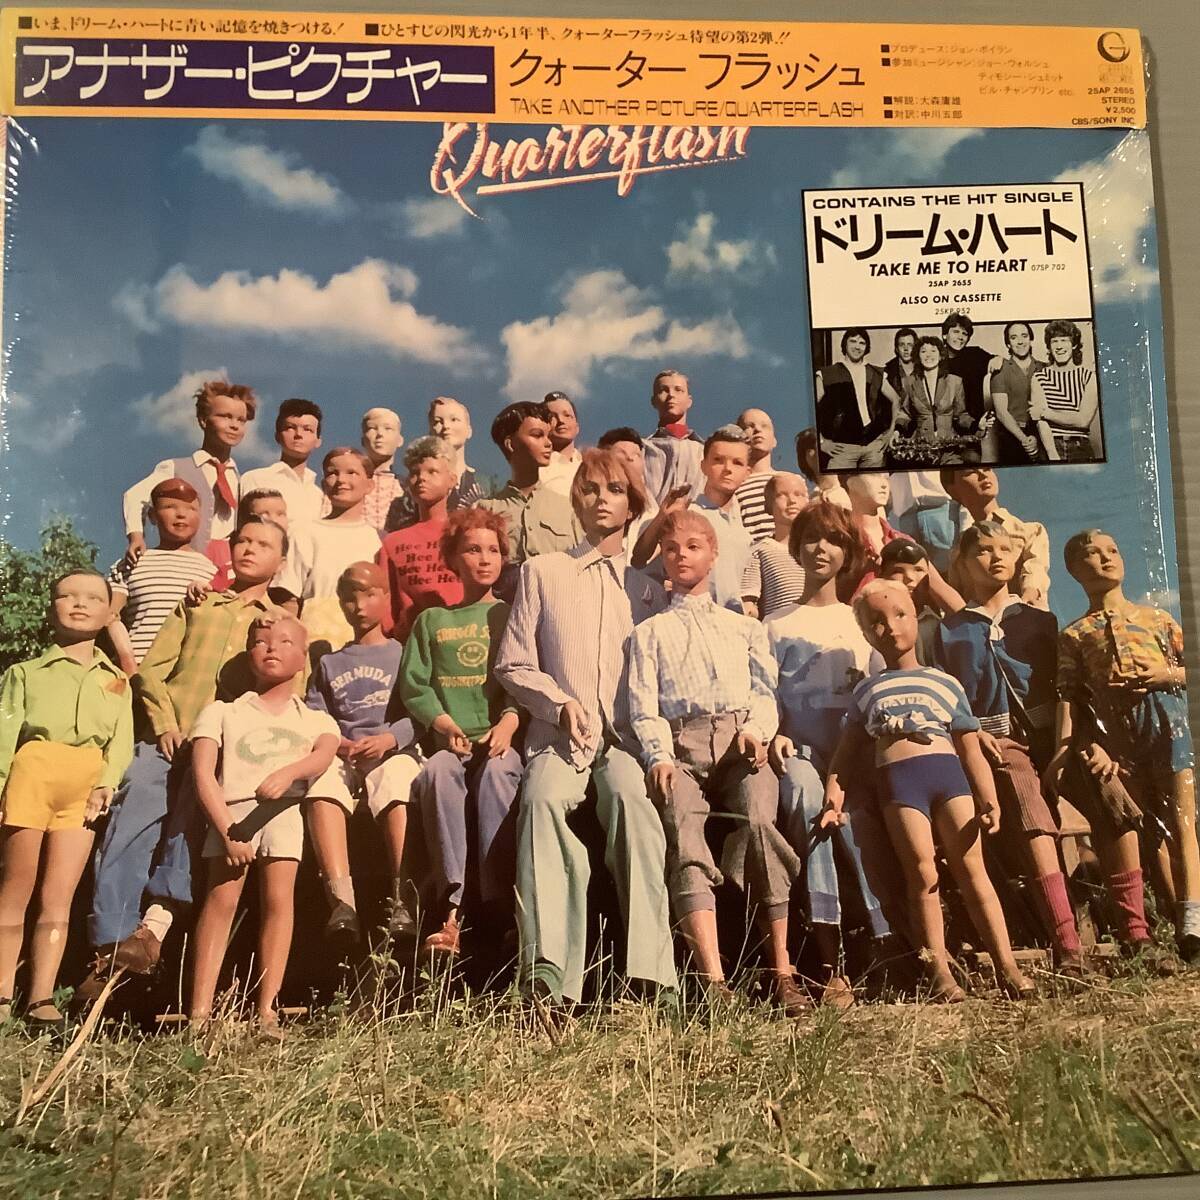 ■いま、ドリーム・ハートに青い記憶を焼きつける!
■ひとすじの閃光から1年半、クォーターフラッシュ待望の第2弾!!
アナザー・ピクチャー
クォーター フラッシュ
TAKE ANOTHER PICTURE/QUARTERFLASH
■プロデュース:ジョン・ボイラン
■参加ミュージシャン:ジョー・ウォルシュ
ティモシー・シュミット
ビル・チャンプリン etc.
■解説:大森庸雄
■対訳:中川五郎
G
25AP 2655
STEREO
¥2,500
CBS/SONY INC.
Quarterflash
CONTAINS THE HIT SINGLE
ドリーム・ハート
TAKE ME TO HEART 07SP 702
25AP 2655
ALSO ON CASSETTE
25KP 952
Hee H
Hee H
Hee He
Hee Hee
BERMUDA